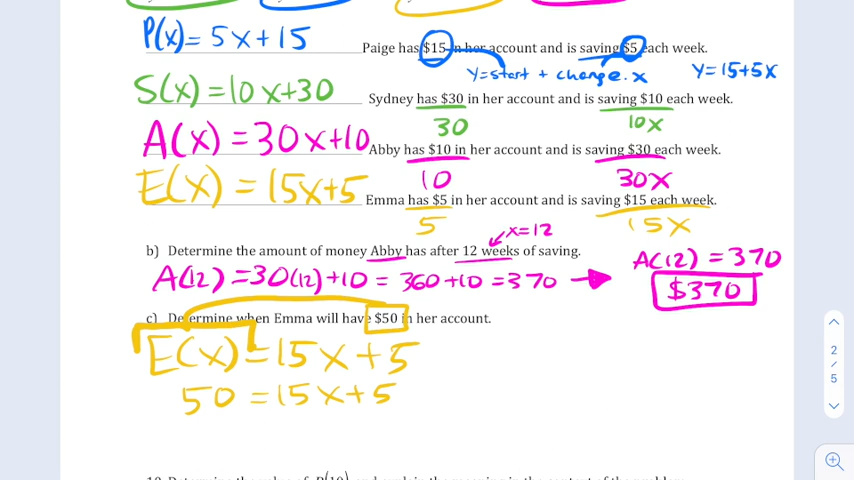 P(x) = 5x+15 Paige has $15 in her account and is saving $5 each week.
y=start + change·x y=15+5x
S(x)=10x+30 Sydney has $30 in her account and is saving $10 each week.
30 10x
A(x) = 30x+10 Abby has $10 in her account and is saving $30 each week.
10 30x
E(x) = 15x+5 Emma has $5 in her account and is saving $15 each week.
5 15x
x=12
b) Determine the amount of money Abby has after 12 weeks of saving.
A(12) =30(12)+10 = 360+10 =370 A(12) =370
$370
c) Determine when Emma will have $50 in her account.
E(x)=15x+5
50 =15x+5
2
/
5